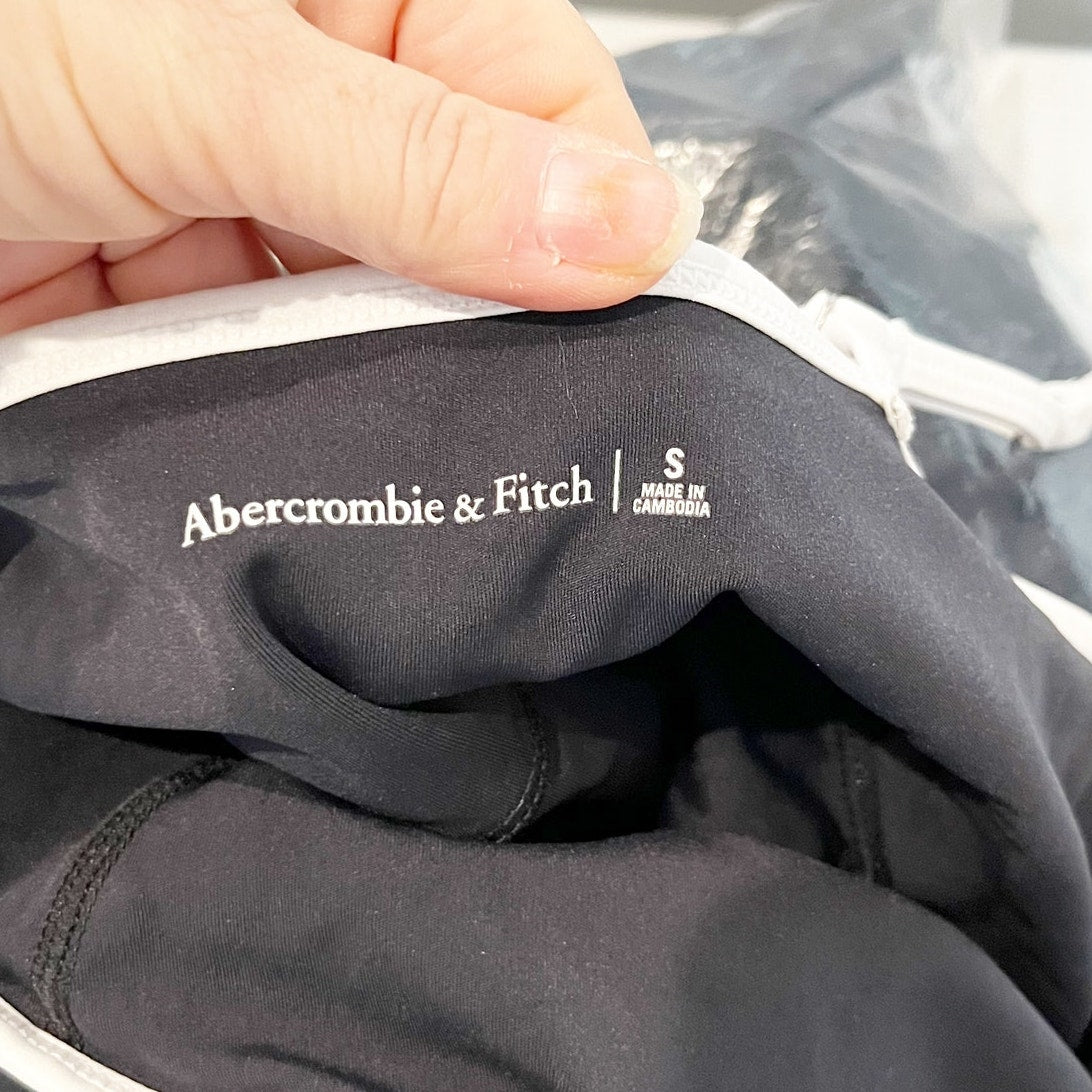 Abercrombie & Fitch | S
MADE IN
CAMBODIA